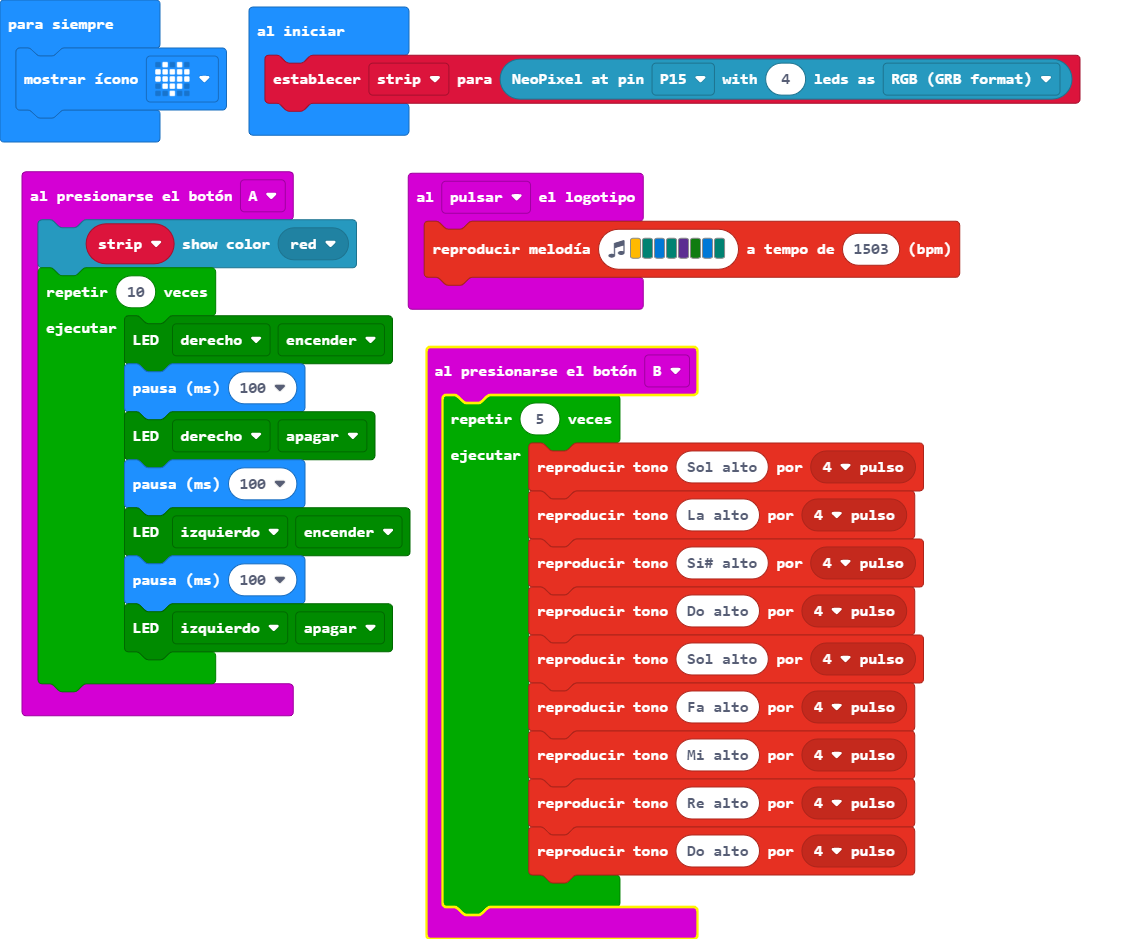 para siempre
mostrar ícono
al iniciar
establecer strip para NeoPixel at pin P15 with 4 leds as RGB (GRB format)
al presionarse el botón A
strip show color red
repetir 10 veces
ejecutar
LED derecho encender
pausa (ms) 100
LED derecho apagar
pausa (ms) 100
LED izquierdo encender
pausa (ms) 100
LED izquierdo apagar
al pulsar el logotipo
reproducir melodía a tempo de 1503 (bpm)
al presionarse el botón B
repetir 5 veces
ejecutar
reproducir tono Sol alto por 4 pulso
reproducir tono La alto por 4 pulso
reproducir tono Si# alto por 4 pulso
reproducir tono Do alto por 4 pulso
reproducir tono Sol alto por 4 pulso
reproducir tono Fa alto por 4 pulso
reproducir tono Mi alto por 4 pulso
reproducir tono Re alto por 4 pulso
reproducir tono Do alto por 4 pulso